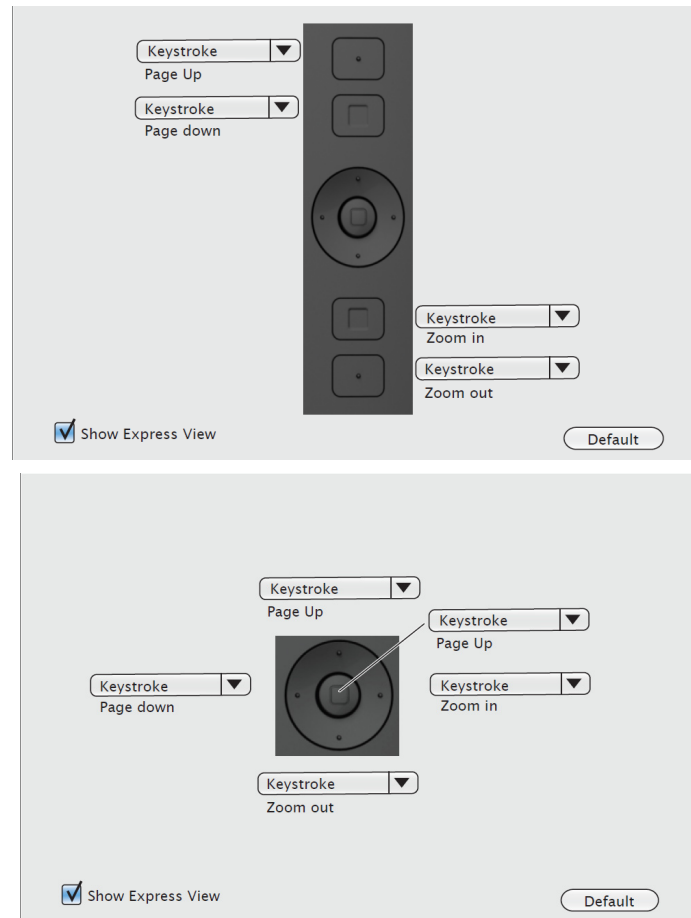 Keystroke
Page Up
Keystroke
Page down
Keystroke
Zoom in
Keystroke
Zoom out
Show Express View
Default
Keystroke
Page Up
Keystroke
Page Up
Keystroke
Page down
Keystroke
Zoom in
Keystroke
Zoom out
Show Express View
Default